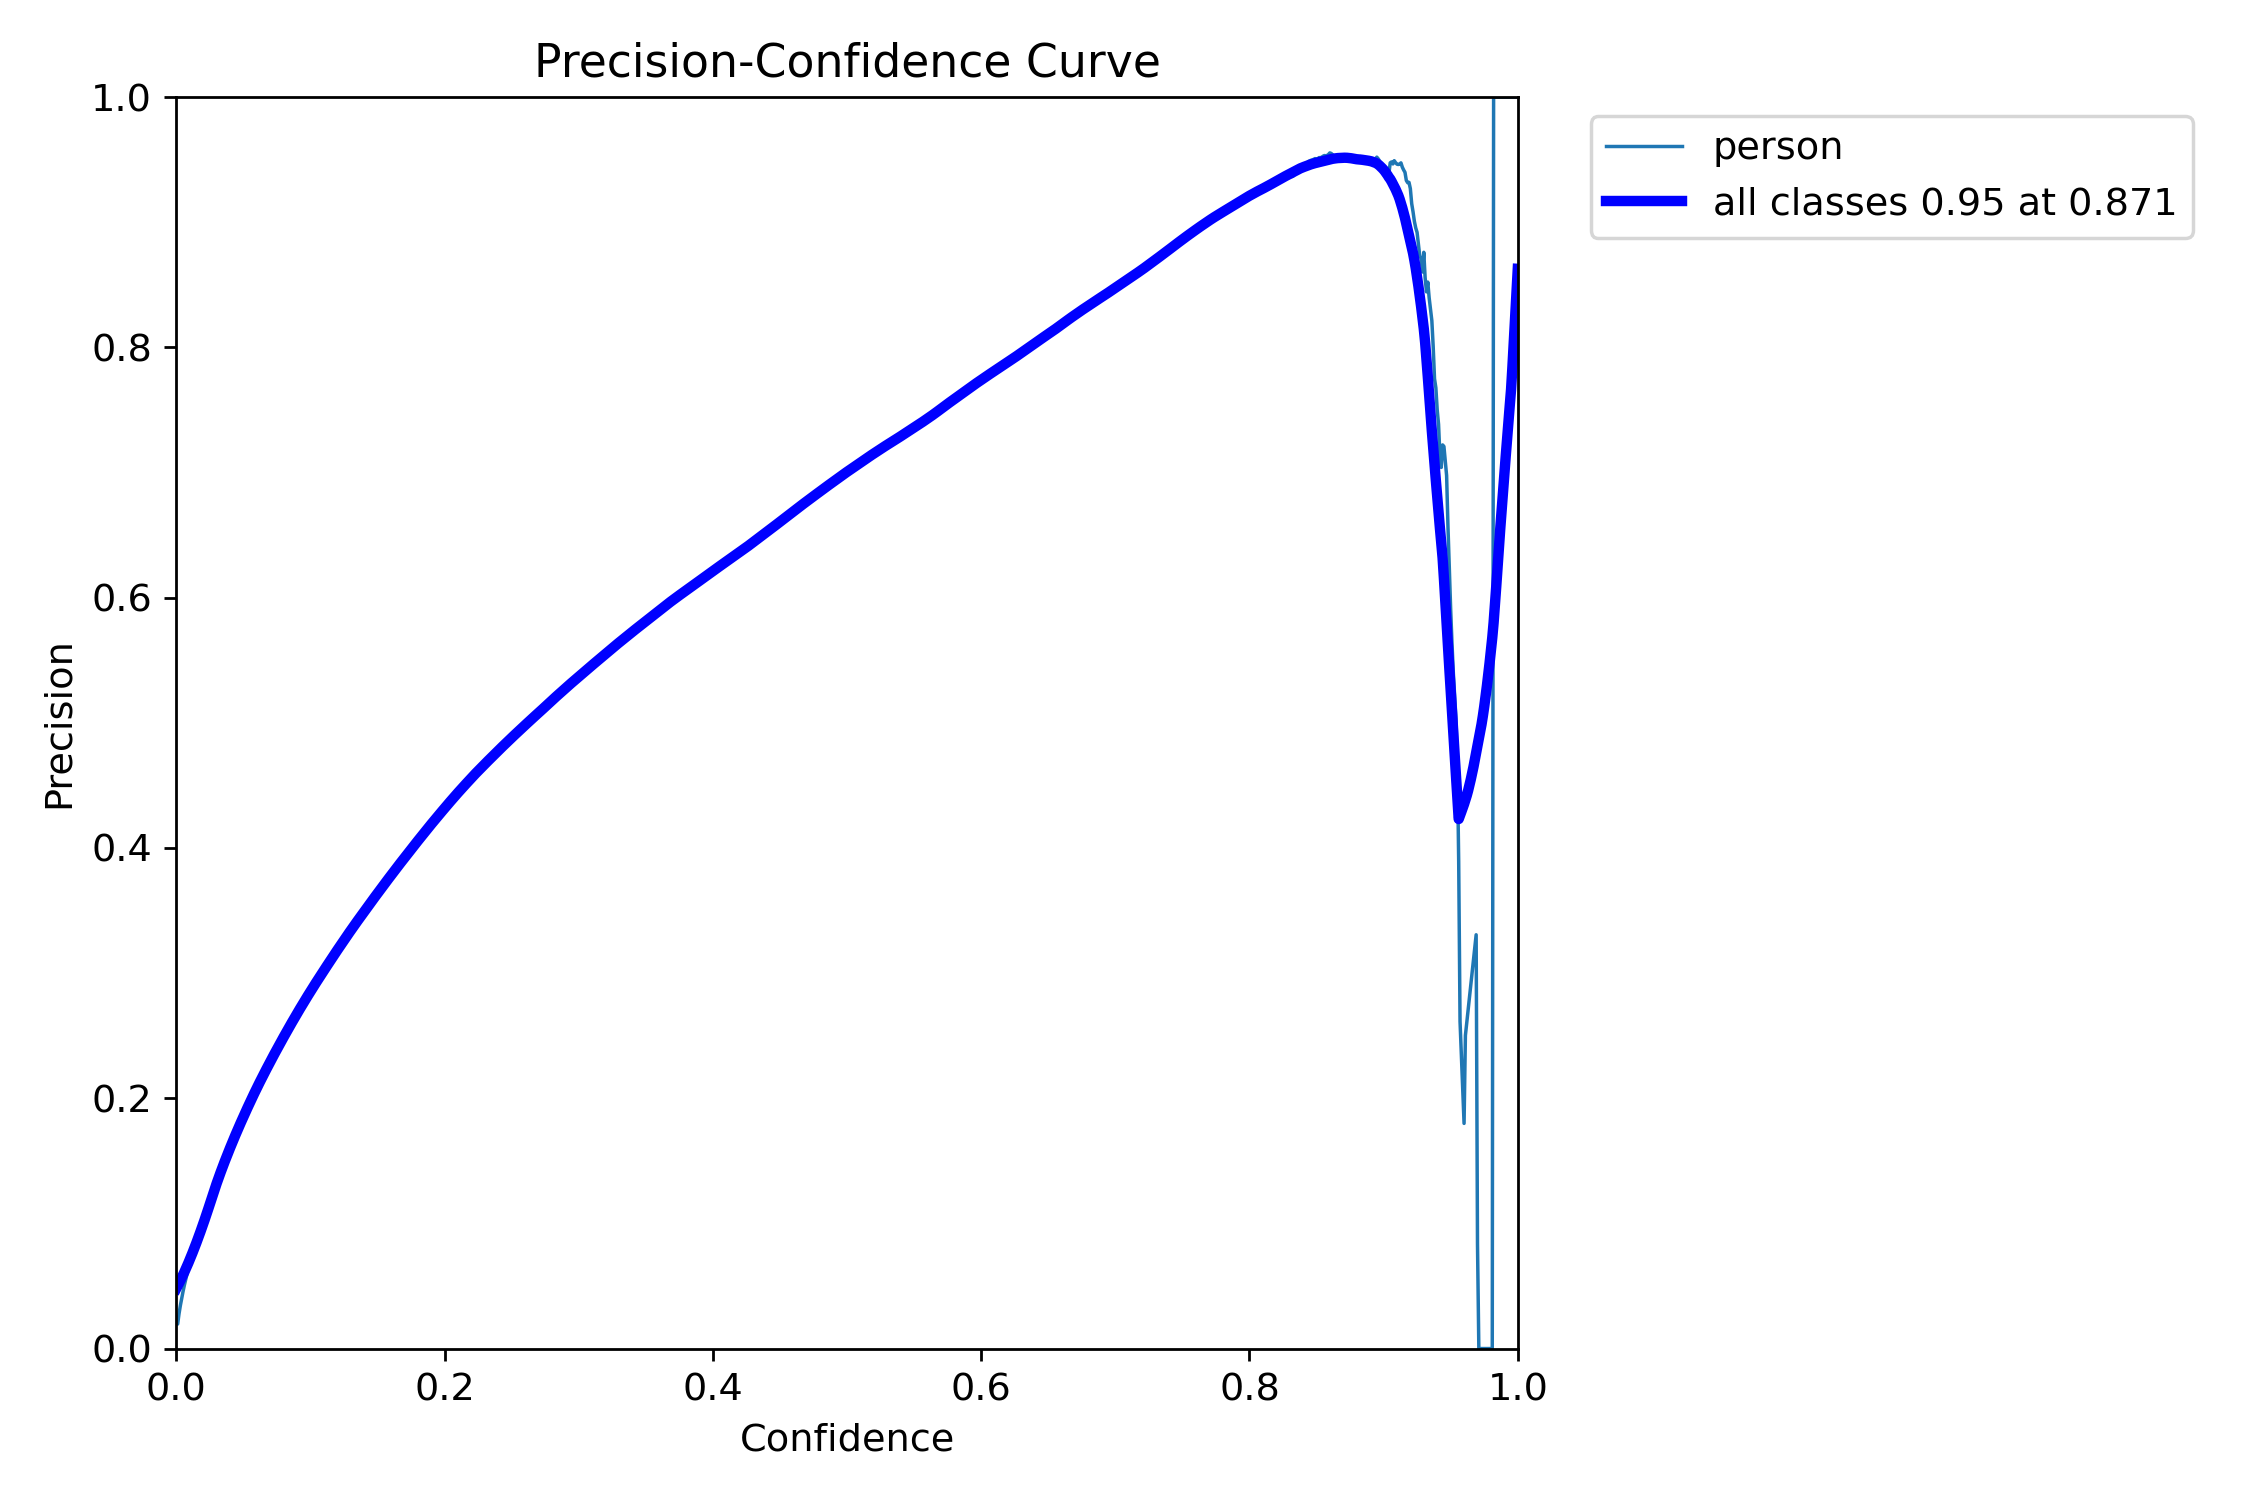 Precision-Confidence Curve
1.0
0.8
0.6
0.4
0.2
0.0
Precision
0.0 0.2 0.4 0.6 0.8 1.0
Confidence
person
all classes 0.95 at 0.871